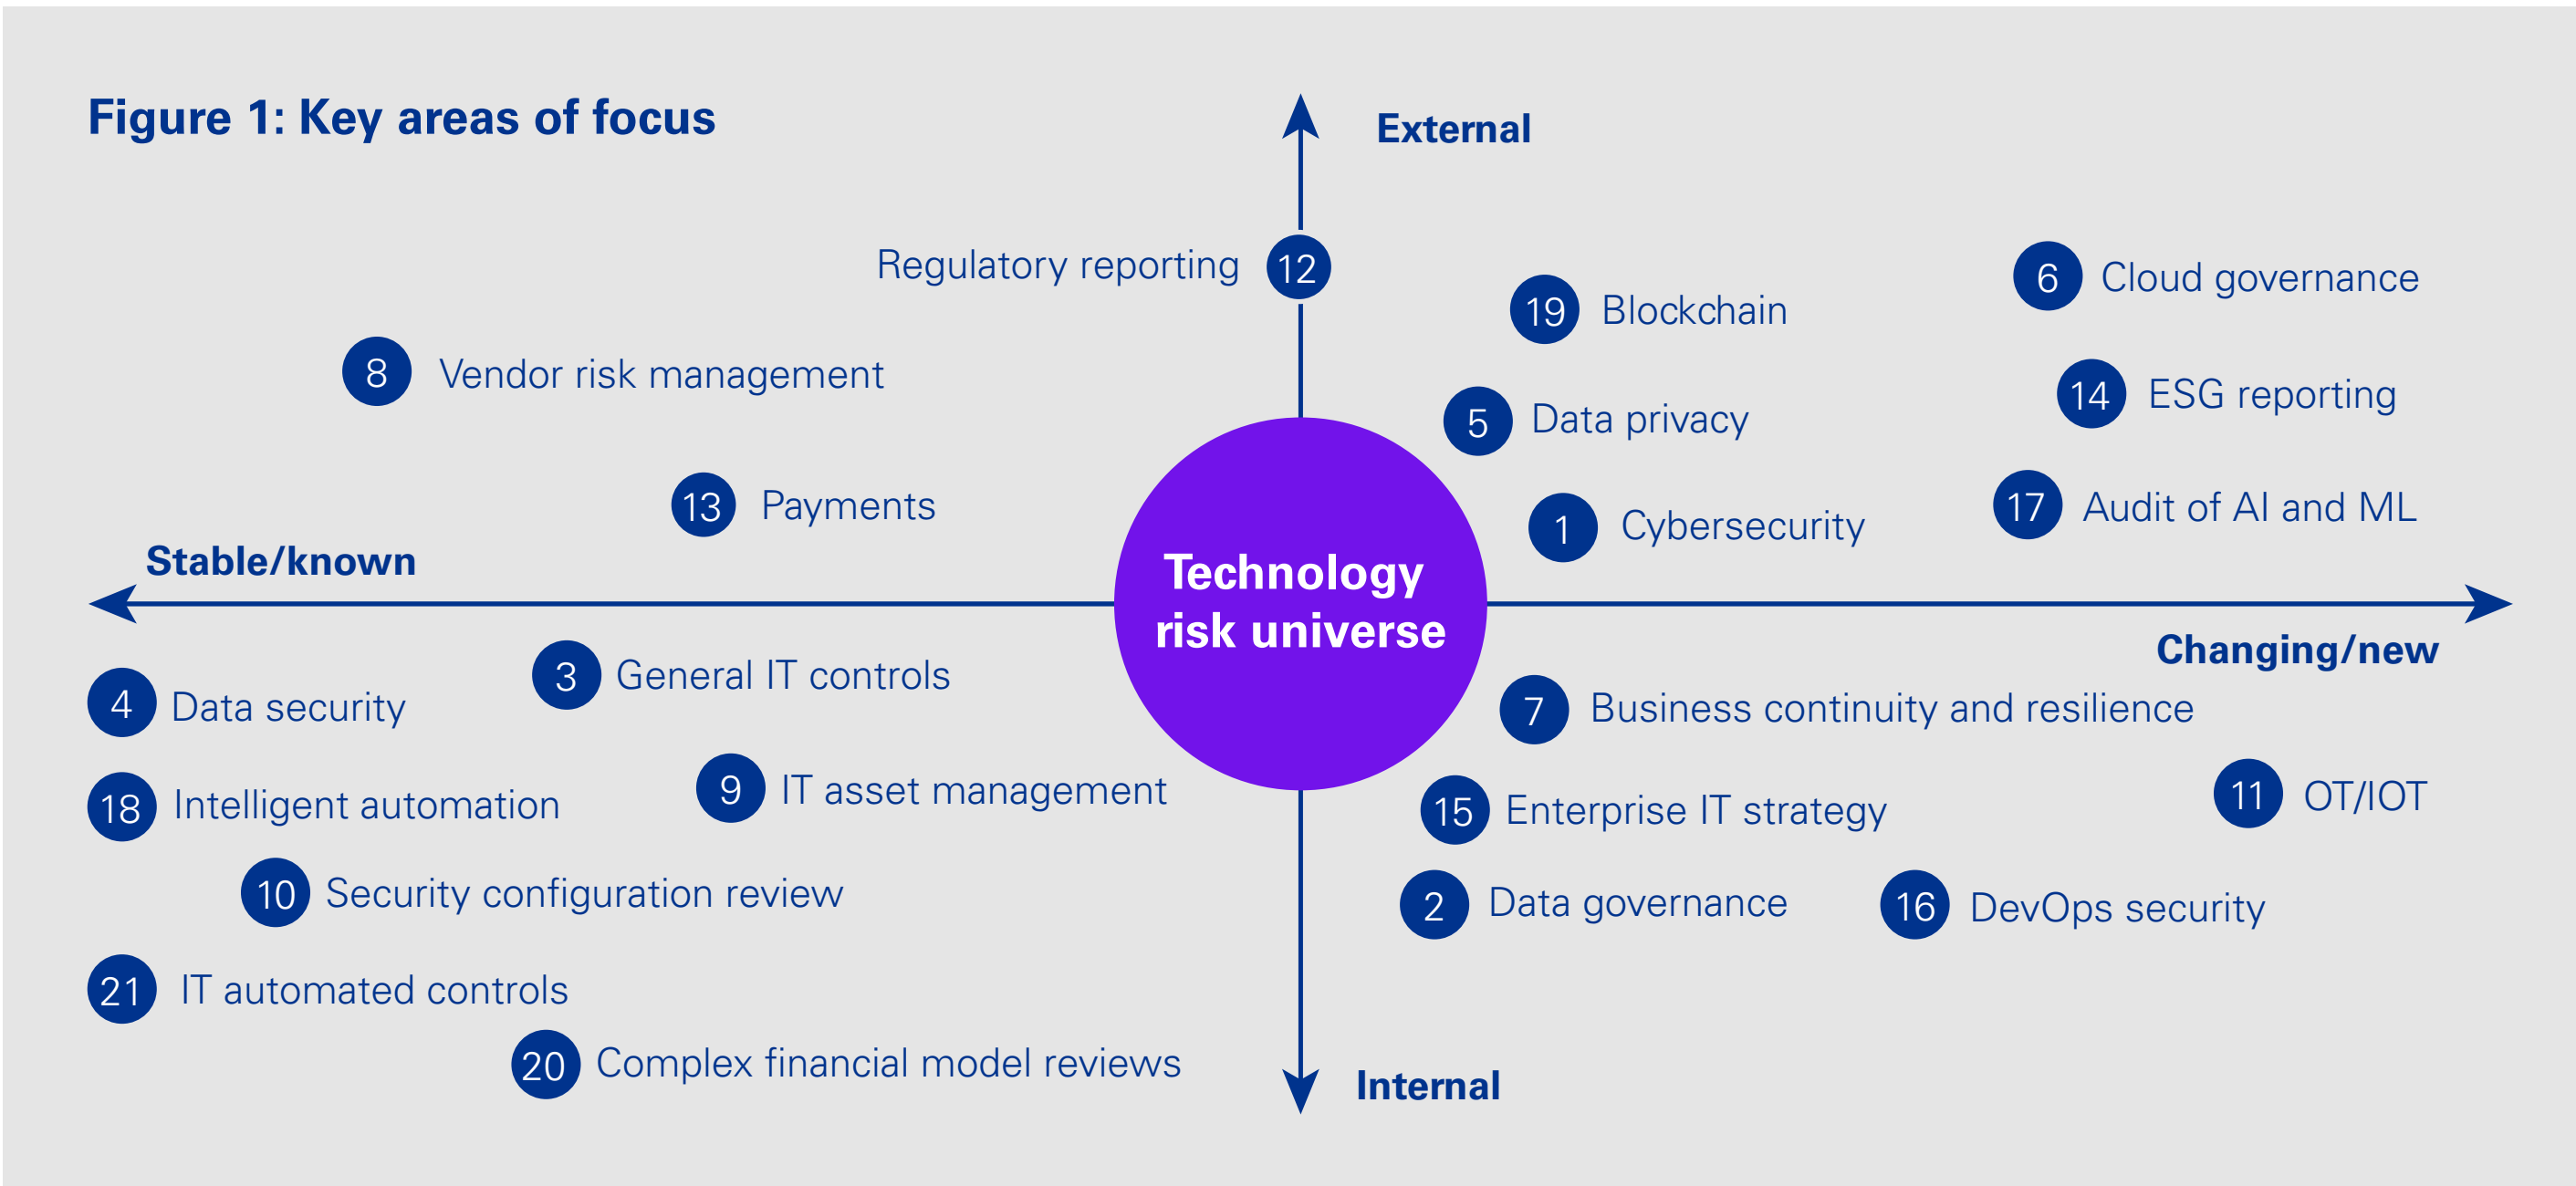 Figure 1: Key areas of focus
External
Regulatory reporting 12
6 Cloud governance
19 Blockchain
8 Vendor risk management
14 ESG reporting
5 Data privacy
13 Payments
17 Audit of AI and ML
1 Cybersecurity
Stable/known
Technology
risk universe
Changing/new
3 General IT controls
4 Data security
7 Business continuity and resilience
9 IT asset management
11 OT/IOT
18 Intelligent automation
15 Enterprise IT strategy
10 Security configuration review
2 Data governance
16 DevOps security
21 IT automated controls
20 Complex financial model reviews
Internal